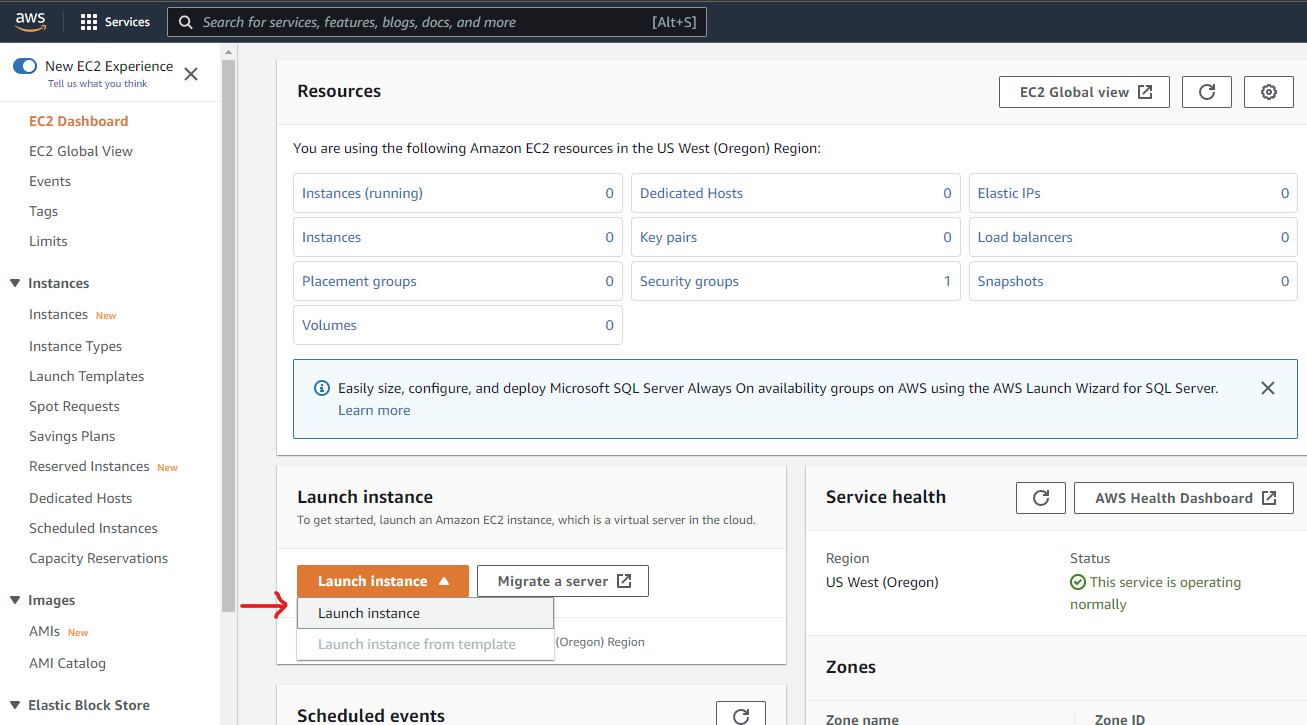 aws
Services
Search for services, features, blogs, docs, and more
[Alt+S]
New EC2 Experience
Tell us what you think
EC2 Dashboard
EC2 Global View
Events
Tags
Limits
Instances
Instances New
Instance Types
Launch Templates
Spot Requests
Savings Plans
Reserved Instances New
Dedicated Hosts
Scheduled Instances
Capacity Reservations
Images
AMIs New
AMI Catalog
Elastic Block Store
Resources
EC2 Global view
You are using the following Amazon EC2 resources in the US West (Oregon) Region:
Instances (running) 0
Dedicated Hosts 0
Elastic IPs 0
Instances 0
Key pairs 0
Load balancers 0
Placement groups 0
Security groups 1
Snapshots 0
Volumes 0
Easily size, configure, and deploy Microsoft SQL Server Always On availability groups on AWS using the AWS Launch Wizard for SQL Server.
Learn more
Launch instance
To get started, launch an Amazon EC2 instance, which is a virtual server in the cloud.
Launch instance
Migrate a server
Launch instance
Launch instance from template
(Oregon) Region
Scheduled events
Service health
AWS Health Dashboard
Region
US West (Oregon)
Status
This service is operating
normally
Zones
Zone name
Zone ID